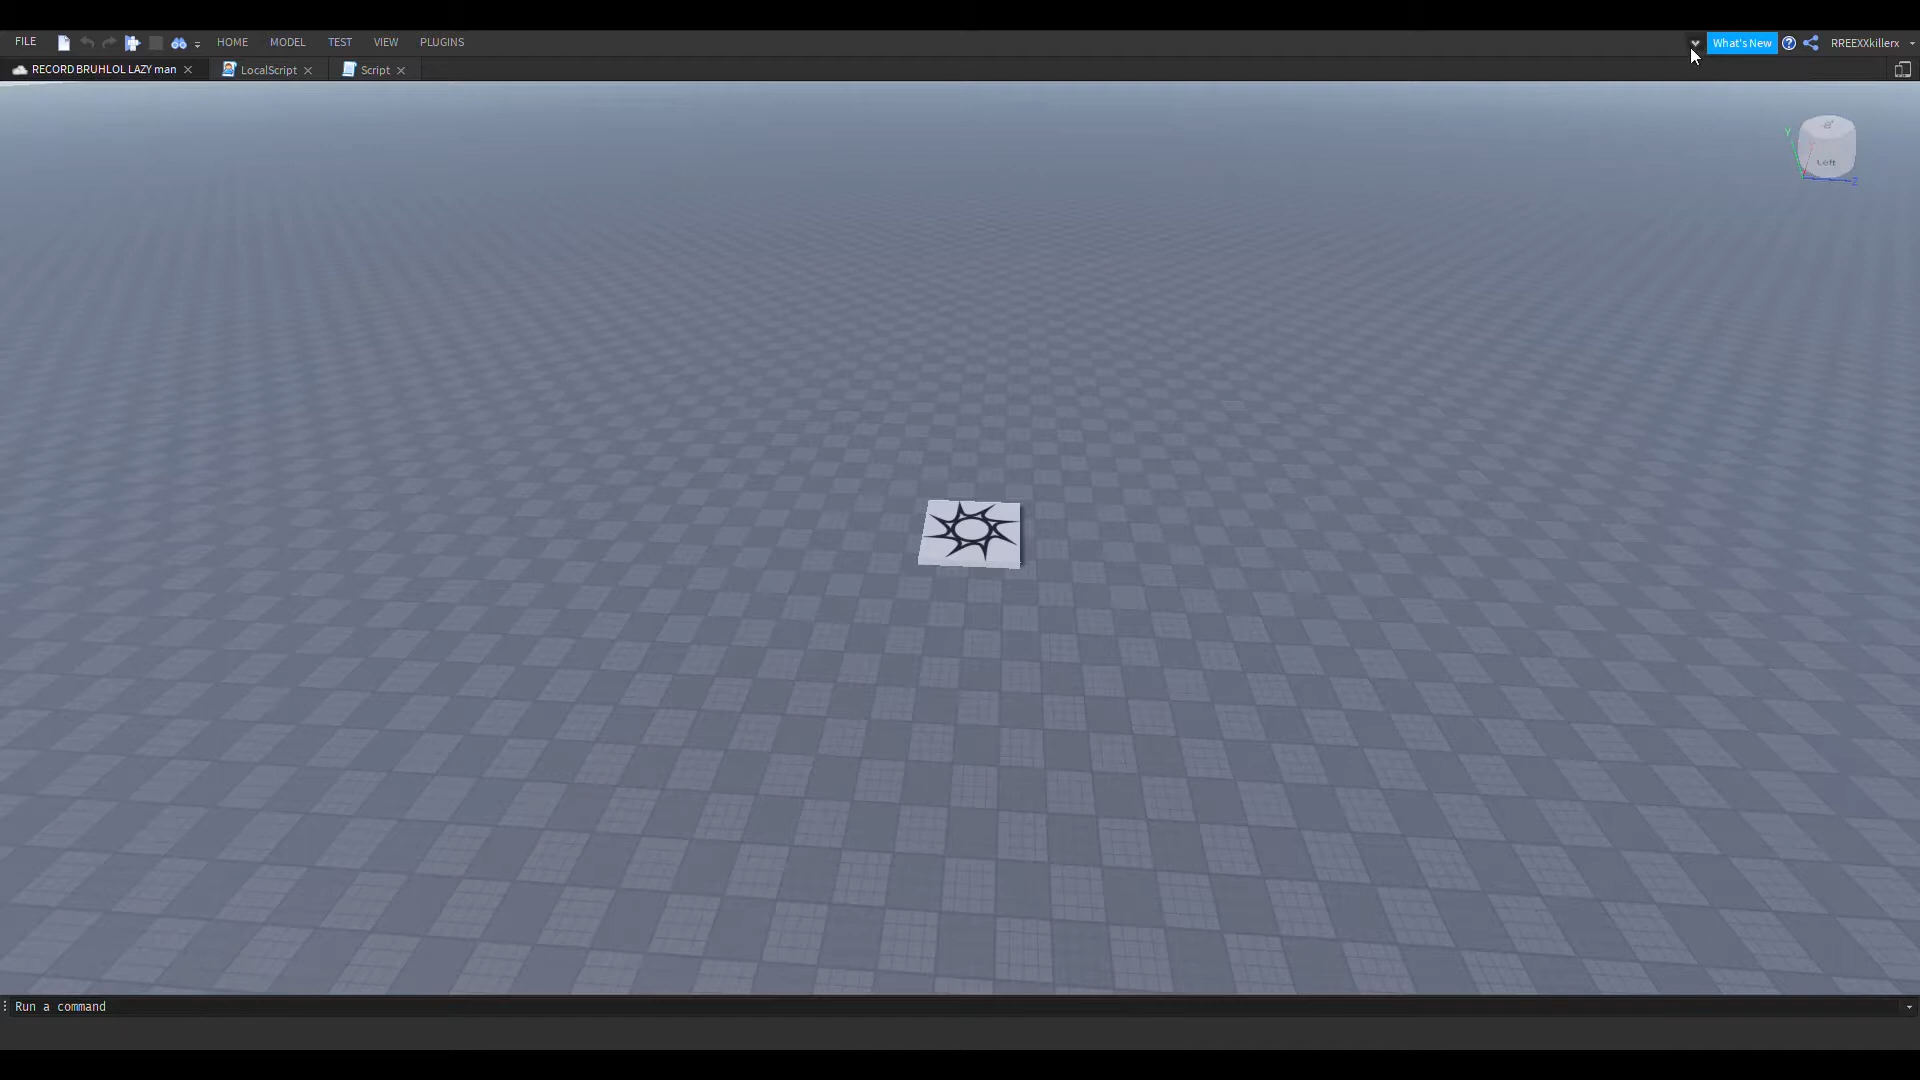 FILE HOME MODEL TEST VIEW PLUGINS What's New RREEXXkillerx
RECORD BRUHLOL LAZY man LocalScript Script
Y
Left
Z
Run a command